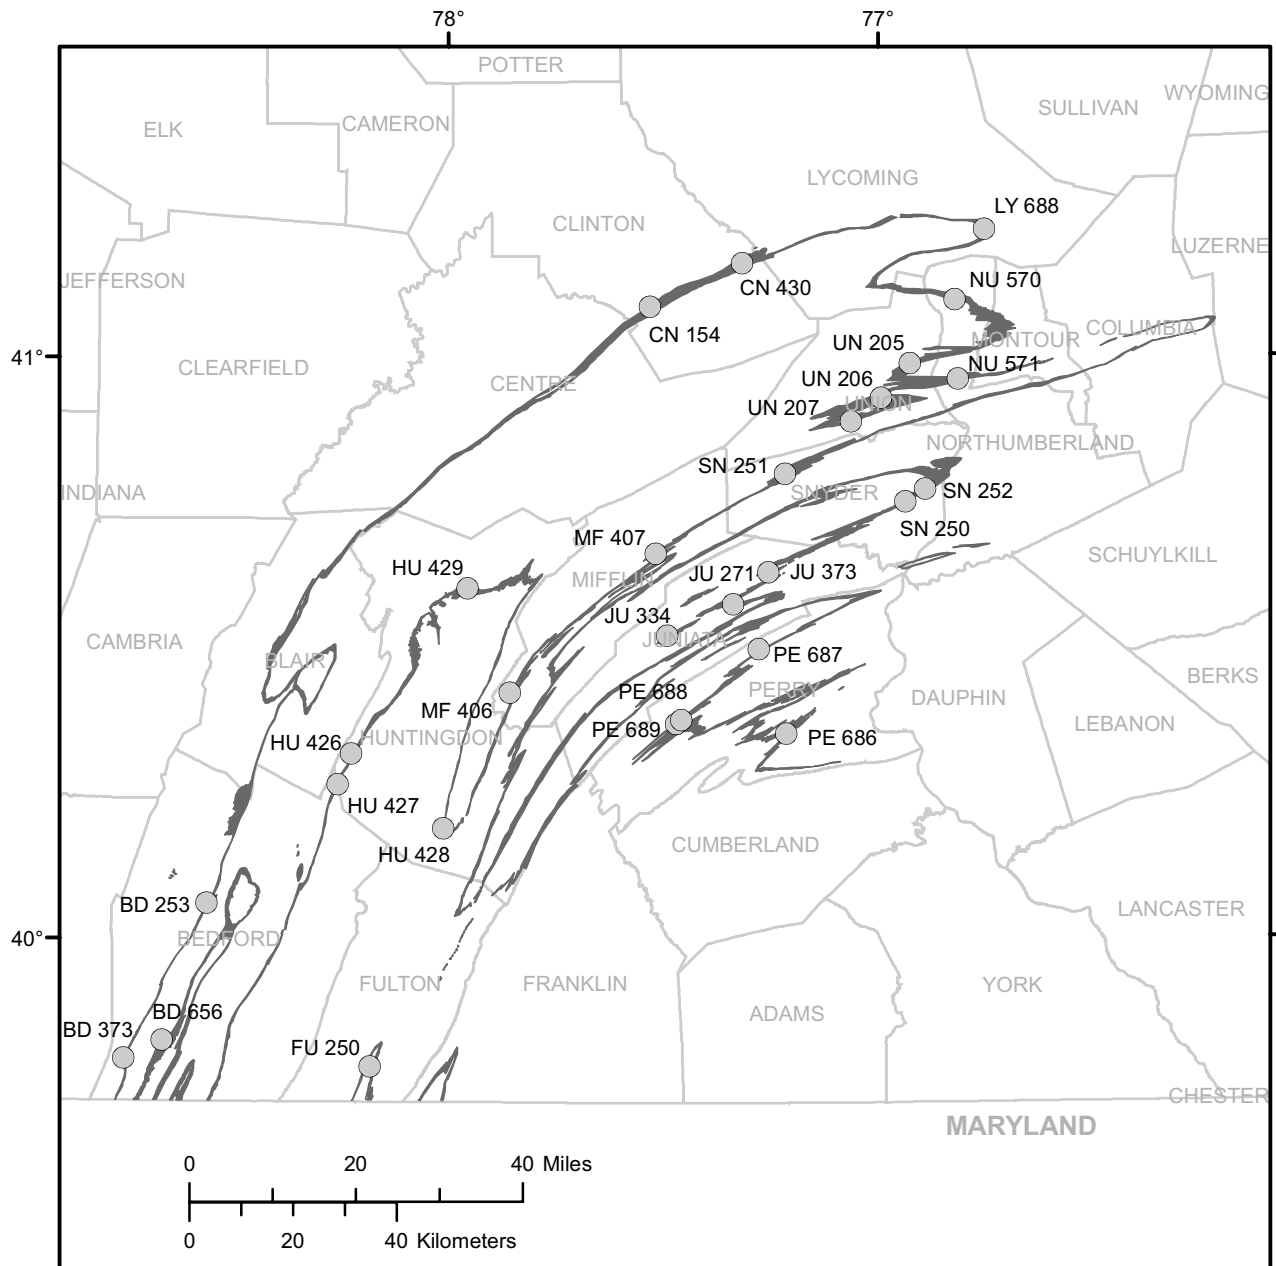 78° 77°
POTTER
WYOMING
SULLIVAN
CAMERON
ELK
LYCOMING
LY 688
CLINTON
LUZERNE
JEFFERSON
NU 570
CN 430
COLUMBIA
CN 154
MONTOUR
UN 205
41°
NU 571
CLEARFIELD
UN 206
CENTRE
UNION
UN 207
NORTHUMBERLAND
SN 251
INDIANA
SNYDER
SN 252
SN 250
MF 407
SCHUYLKILL
HU 429
JU 271
JU 373
MIFFLIN
JU 334
CAMBRIA
JUNIATA
PE 687
BLAIR
BERKS
PE 688
PERRY
DAUPHIN
MF 406
LEBANON
PE 689
PE 686
HUNTINGDON
HU 426
HU 427
CUMBERLAND
HU 428
BD 253
LANCASTER
40°
BEDFORD
FULTON
FRANKLIN
YORK
BD 656
ADAMS
BD 373
FU 250
CHESTER
MARYLAND
0 20 40 Miles
0 20 40 Kilometers